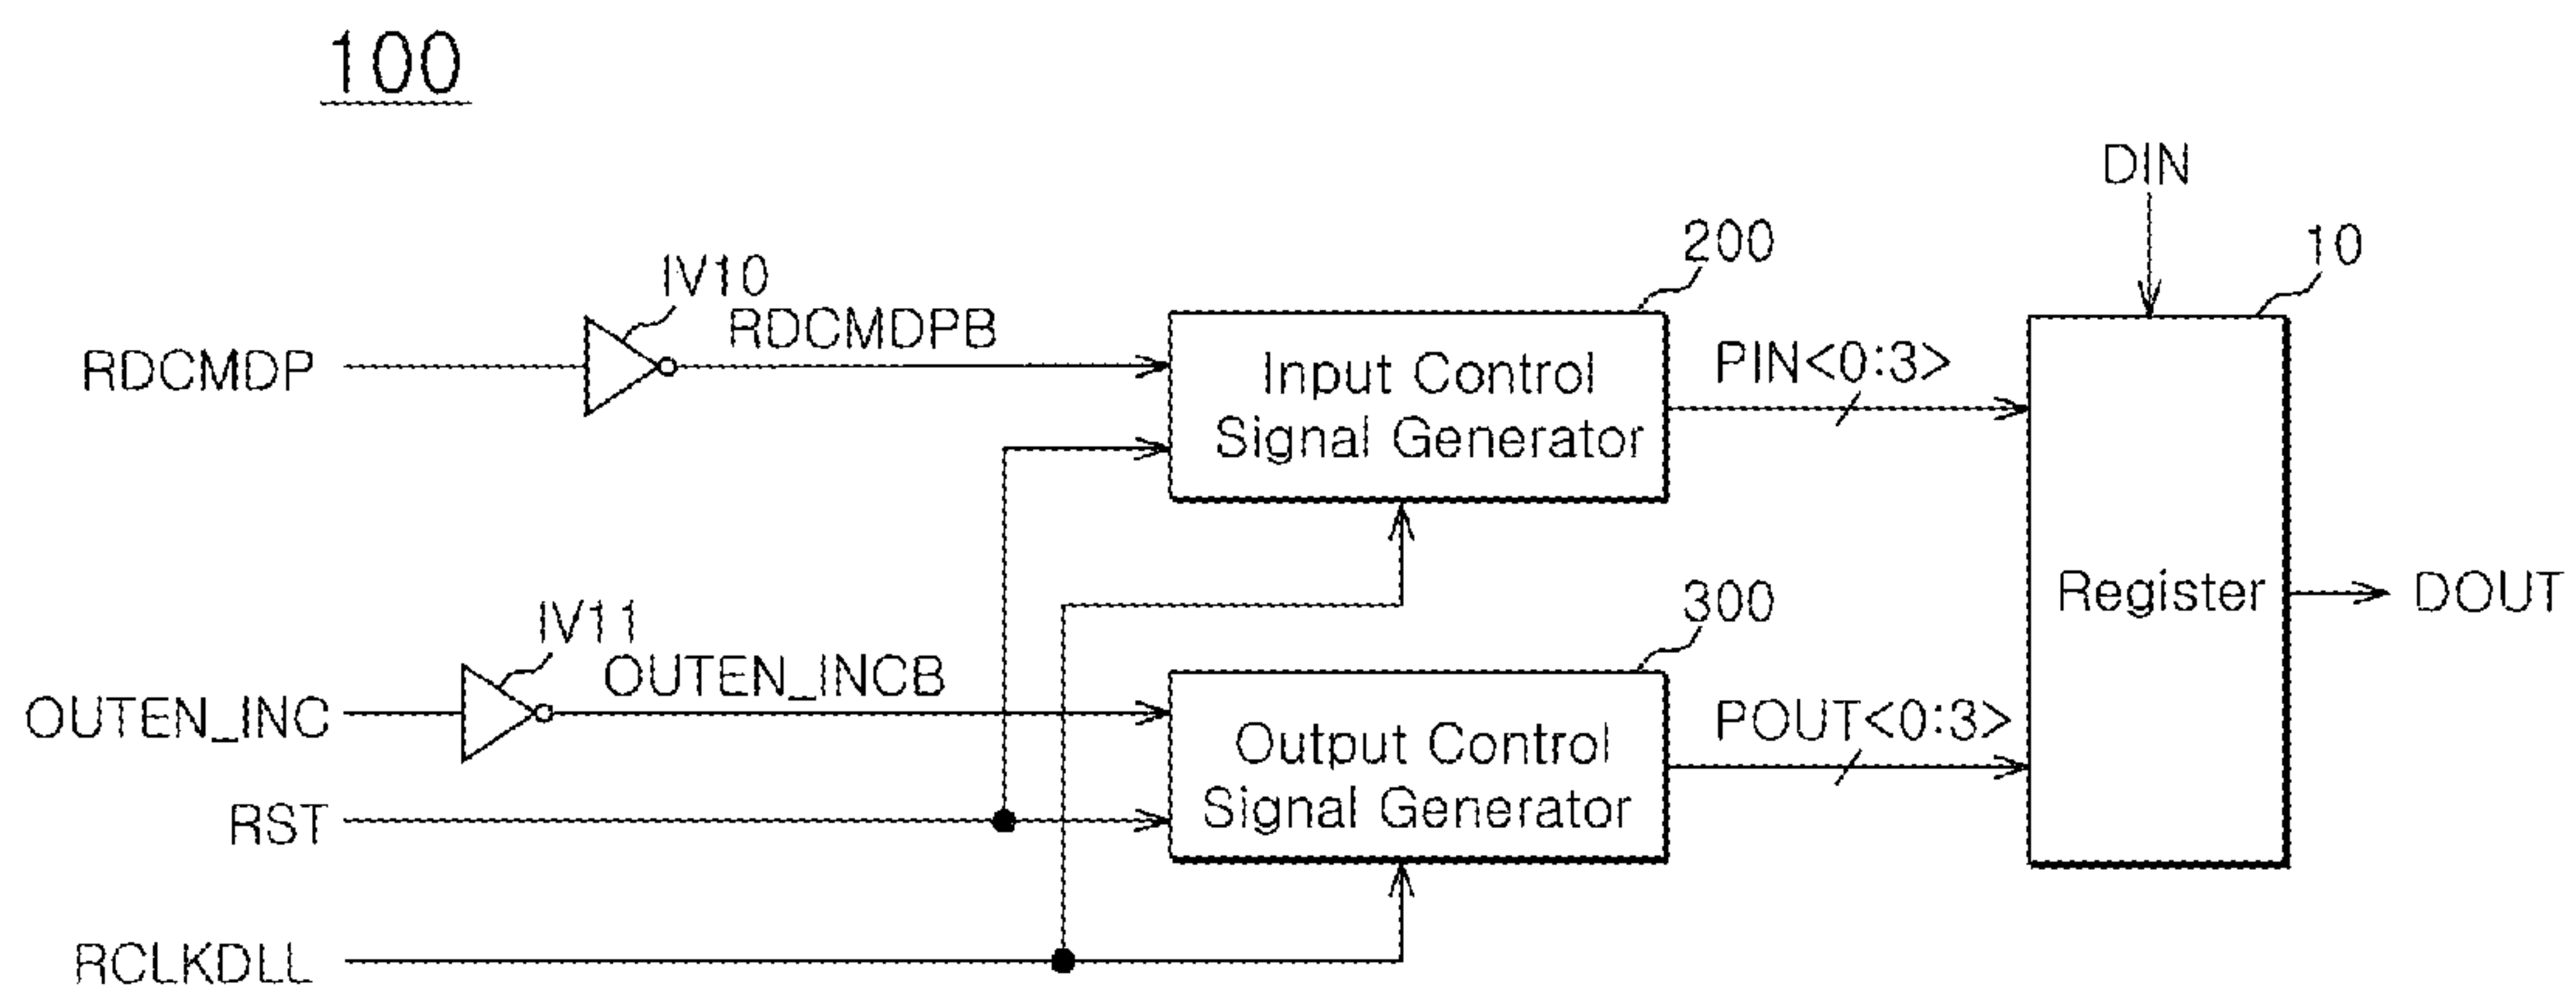 100
DIN
200
10
IV10
RDCMDPB
RDCMDP
Input Control
Signal Generator
PIN<0:3>
Register
DOUT
300
IV11
OUTEN_INCB
OUTEN_INC
Output Control
Signal Generator
POUT<0:3>
RST
RCLKDLL